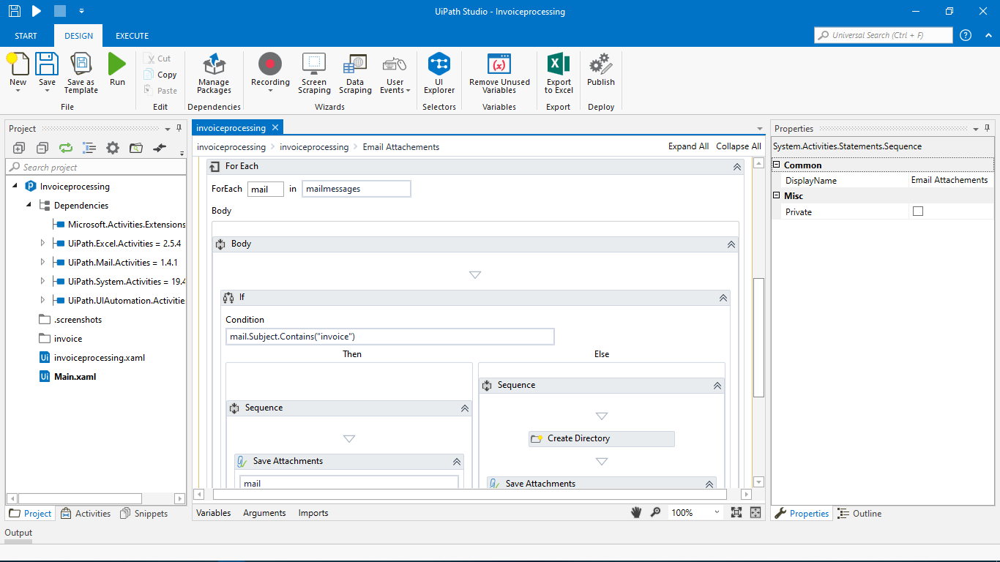 UiPath Studio - Invoiceprocessing
START DESIGN EXECUTE
Universal Search (Ctrl + F)
New
Save
Save as Template
Run
File
Cut
Copy
Paste
Edit
Manage Packages
Dependencies
Recording
Screen Scraping
Data Scraping
User Events
Wizards
UI Explorer
Selectors
Remove Unused Variables
Variables
Export to Excel
Export
Publish
Deploy
Project
Search project
Invoiceprocessing
Dependencies
Microsoft.Activities.Extensions
UiPath.Excel.Activities = 2.5.4
UiPath.Mail.Activities = 1.4.1
UiPath.System.Activities = 19.4
UiPath.UIAutomation.Activitie
.screenshots
invoice
Ui invoiceprocessing.xaml
Ui Main.xaml
Project Activities Snippets
Output
invoiceprocessing
invoiceprocessing > invoiceprocessing > Email Attachements
Expand All Collapse All
For Each
ForEach mail in mailmessages
Body
Body
If
Condition
mail.Subject.Contains("invoice")
Then
Else
Sequence
Save Attachments
mail
Sequence
Create Directory
Save Attachments
Variables Arguments Imports
100%
Properties
System.Activities.Statements.Sequence
Common
DisplayName Email Attachements
Misc
Private
Properties Outline